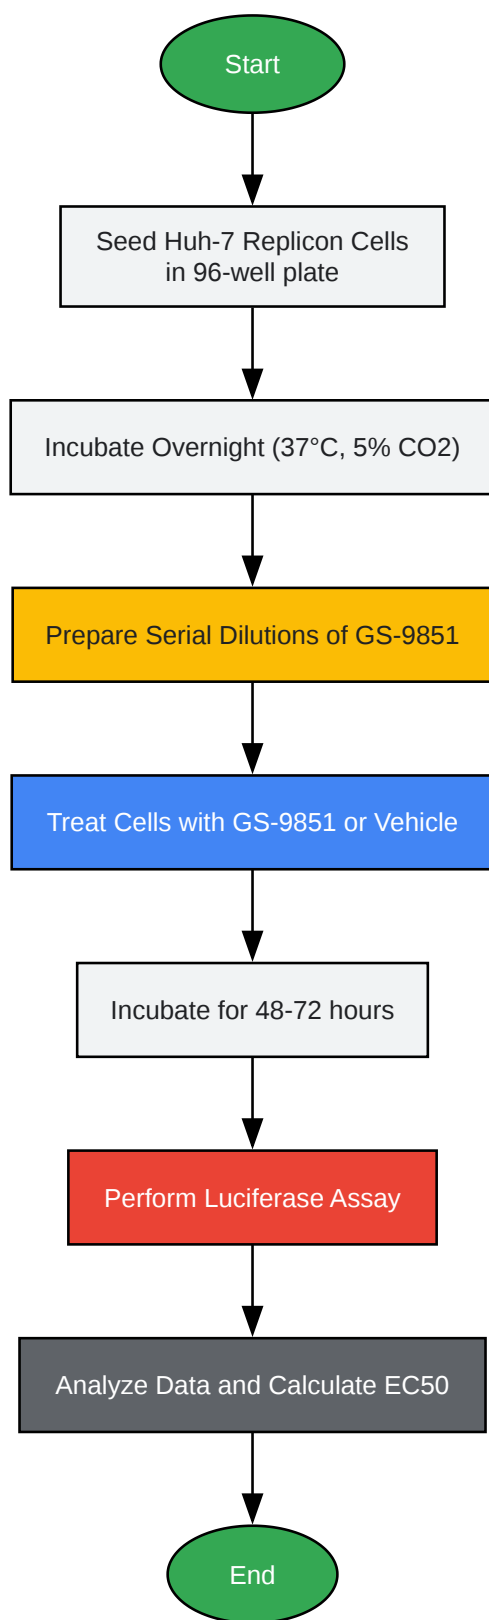 Start
Seed Huh-7 Replicon Cells
in 96-well plate
Incubate Overnight (37°C, 5% CO2)
Prepare Serial Dilutions of GS-9851
Treat Cells with GS-9851 or Vehicle
Incubate for 48-72 hours
Perform Luciferase Assay
Analyze Data and Calculate EC50
End